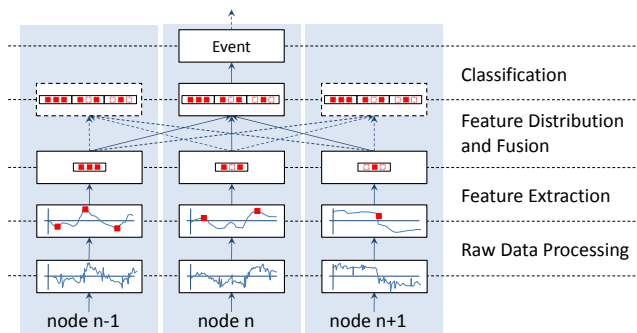 Event
Classification
Feature Distribution
and Fusion
Feature Extraction
Raw Data Processing
node n-1
node n
node n+1